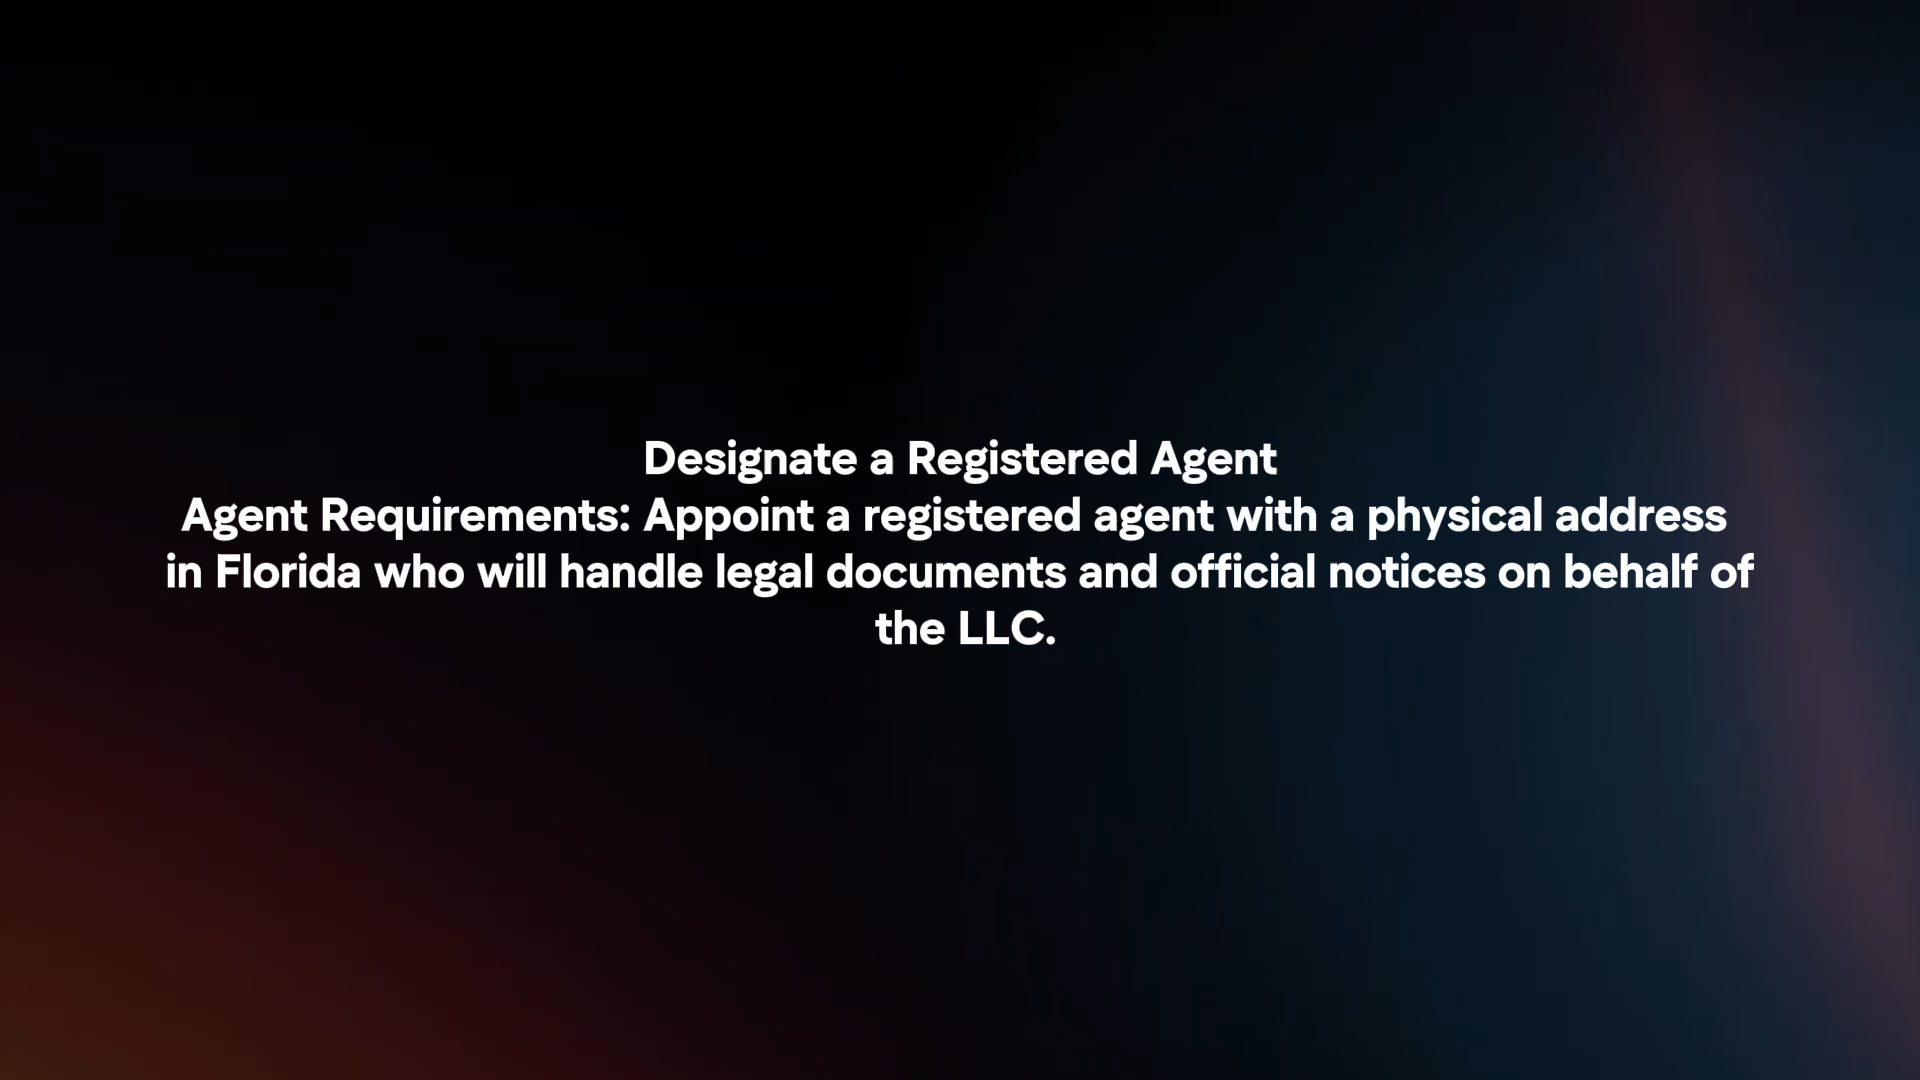 Designate a Registered Agent
Agent Requirements: Appoint a registered agent with a physical address
in Florida who will handle legal documents and official notices on behalf of
the LLC.